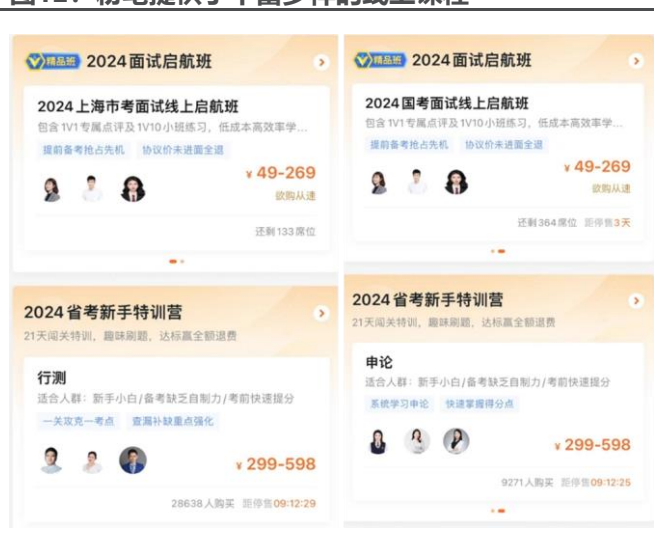 图12：粉笔提供了丰富多样的线上课程
精品班 2024面试启航班
2024上海市考面试线上启航班
包含1V1专属点评及1V10小班练习，低成本高效率学...
提前备考抢占先机 协议价未进面全退
¥ 49-269
欲购从速
还剩133席位
2024省考新手特训营
21天闯关特训，趣味刷题，达标赢全额退费
行测
适合人群：新手小白/备考缺乏自制力/考前快速提分
一关攻克一考点 查漏补缺重点强化
¥ 299-598
28638人购买 距停售09:12:29
精品班 2024面试启航班
2024国考面试线上启航班
包含1V1专属点评及1V10小班练习，低成本高效率学...
提前备考抢占先机 协议价未进面全退
¥ 49-269
欲购从速
还剩364席位 距停售3天
2024省考新手特训营
21天闯关特训，趣味刷题，达标赢全额退费
申论
适合人群：新手小白/备考缺乏自制力/考前快速提分
系统学习申论 快速掌握得分点
¥ 299-598
9271人购买 距停售09:12:25